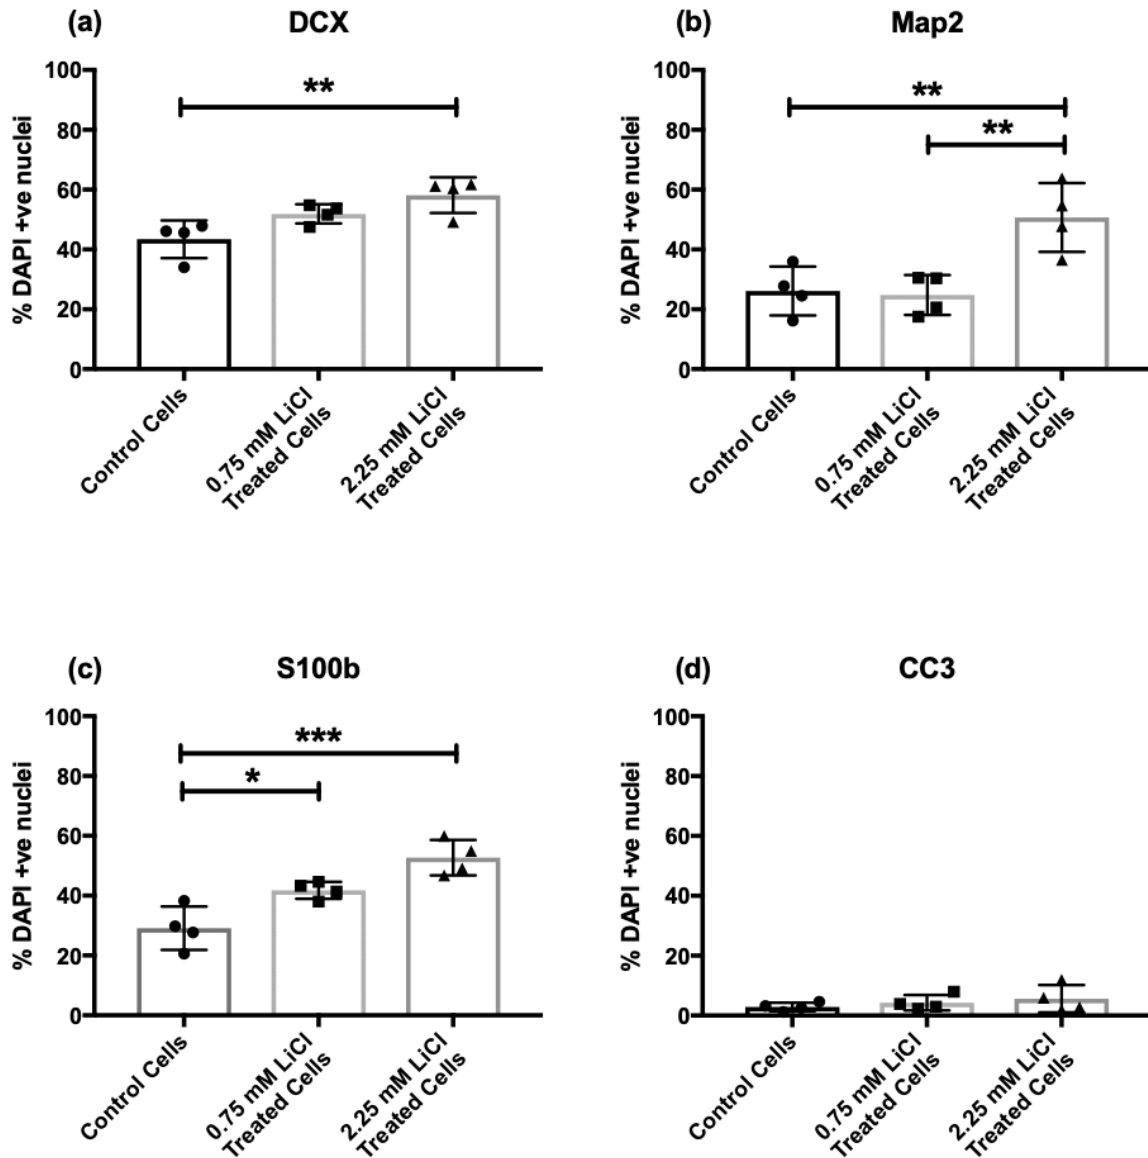 (a) DCX
100
80
60
40
20
0
% DAPI +ve nuclei
**
Control Cells
0.75 mM LiCl
Treated Cells
2.25 mM LiCl
Treated Cells
(b) Map2
100
80
60
40
20
0
% DAPI +ve nuclei
**
**
Control Cells
0.75 mM LiCl
Treated Cells
2.25 mM LiCl
Treated Cells
(c) S100b
100
80
60
40
20
0
% DAPI +ve nuclei
***
*
Control Cells
0.75 mM LiCl
Treated Cells
2.25 mM LiCl
Treated Cells
(d) CC3
100
80
60
40
20
0
% DAPI +ve nuclei
Control Cells
0.75 mM LiCl
Treated Cells
2.25 mM LiCl
Treated Cells